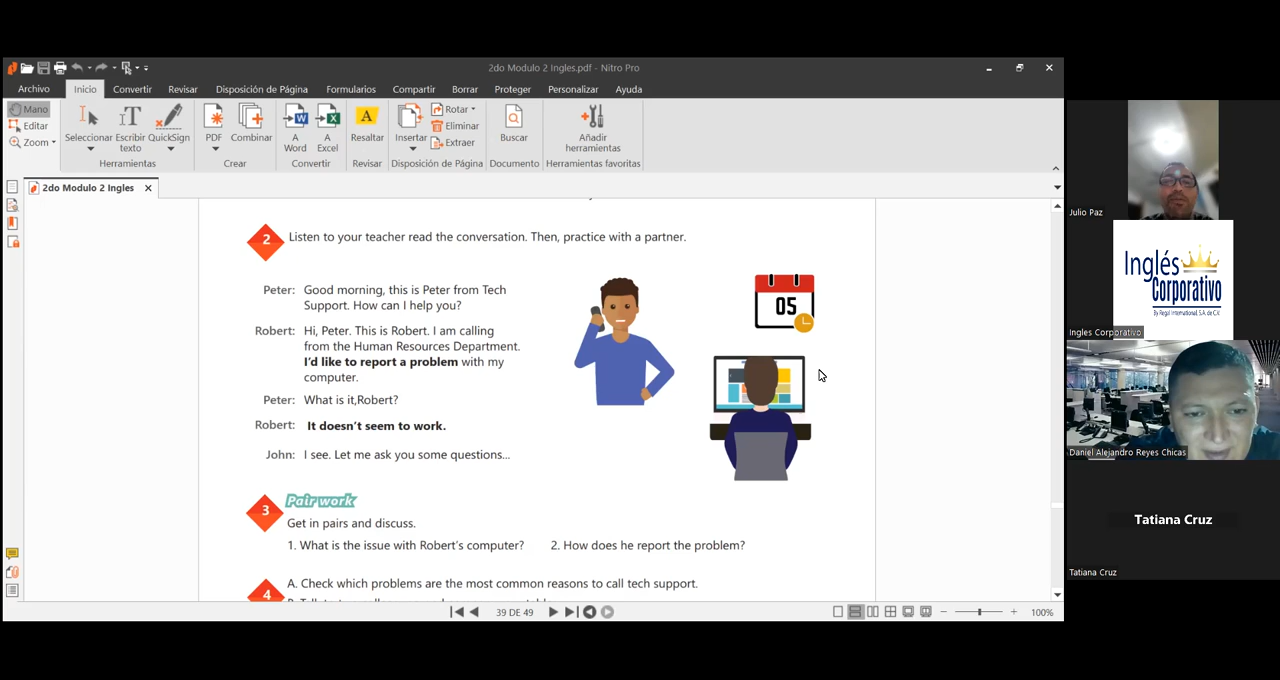 2do Modulo 2 Ingles.pdf - Nitro Pro
Archivo Inicio Convertir Revisar Disposición de Página Formularios Compartir Borrar Proteger Personalizar Ayuda
Mano
Editar
Zoom
Seleccionar
Escribir texto
QuickSign
Herramientas
PDF
Combinar
Crear
A Word
A Excel
Convertir
Resaltar
Revisar
Insertar
Rotar
Eliminar
Extraer
Disposición de Página
Buscar
Documento
Añadir herramientas
Herramientas favoritas
2do Modulo 2 Ingles
2 Listen to your teacher read the conversation. Then, practice with a partner.
Peter: Good morning, this is Peter from Tech
Support. How can I help you?
Robert: Hi, Peter. This is Robert. I am calling
from the Human Resources Department.
I'd like to report a problem with my
computer.
Peter: What is it,Robert?
Robert: It doesn't seem to work.
John: I see. Let me ask you some questions...
05
3 Pair work
Get in pairs and discuss.
1. What is the issue with Robert's computer? 2. How does he report the problem?
4 A. Check which problems are the most common reasons to call tech support.
39 DE 49
100%
Julio Paz
Inglés
Corporativo
By Regal International, S.A. de C.V.
Ingles Corporativo
Daniel Alejandro Reyes Chicas
Tatiana Cruz
Tatiana Cruz